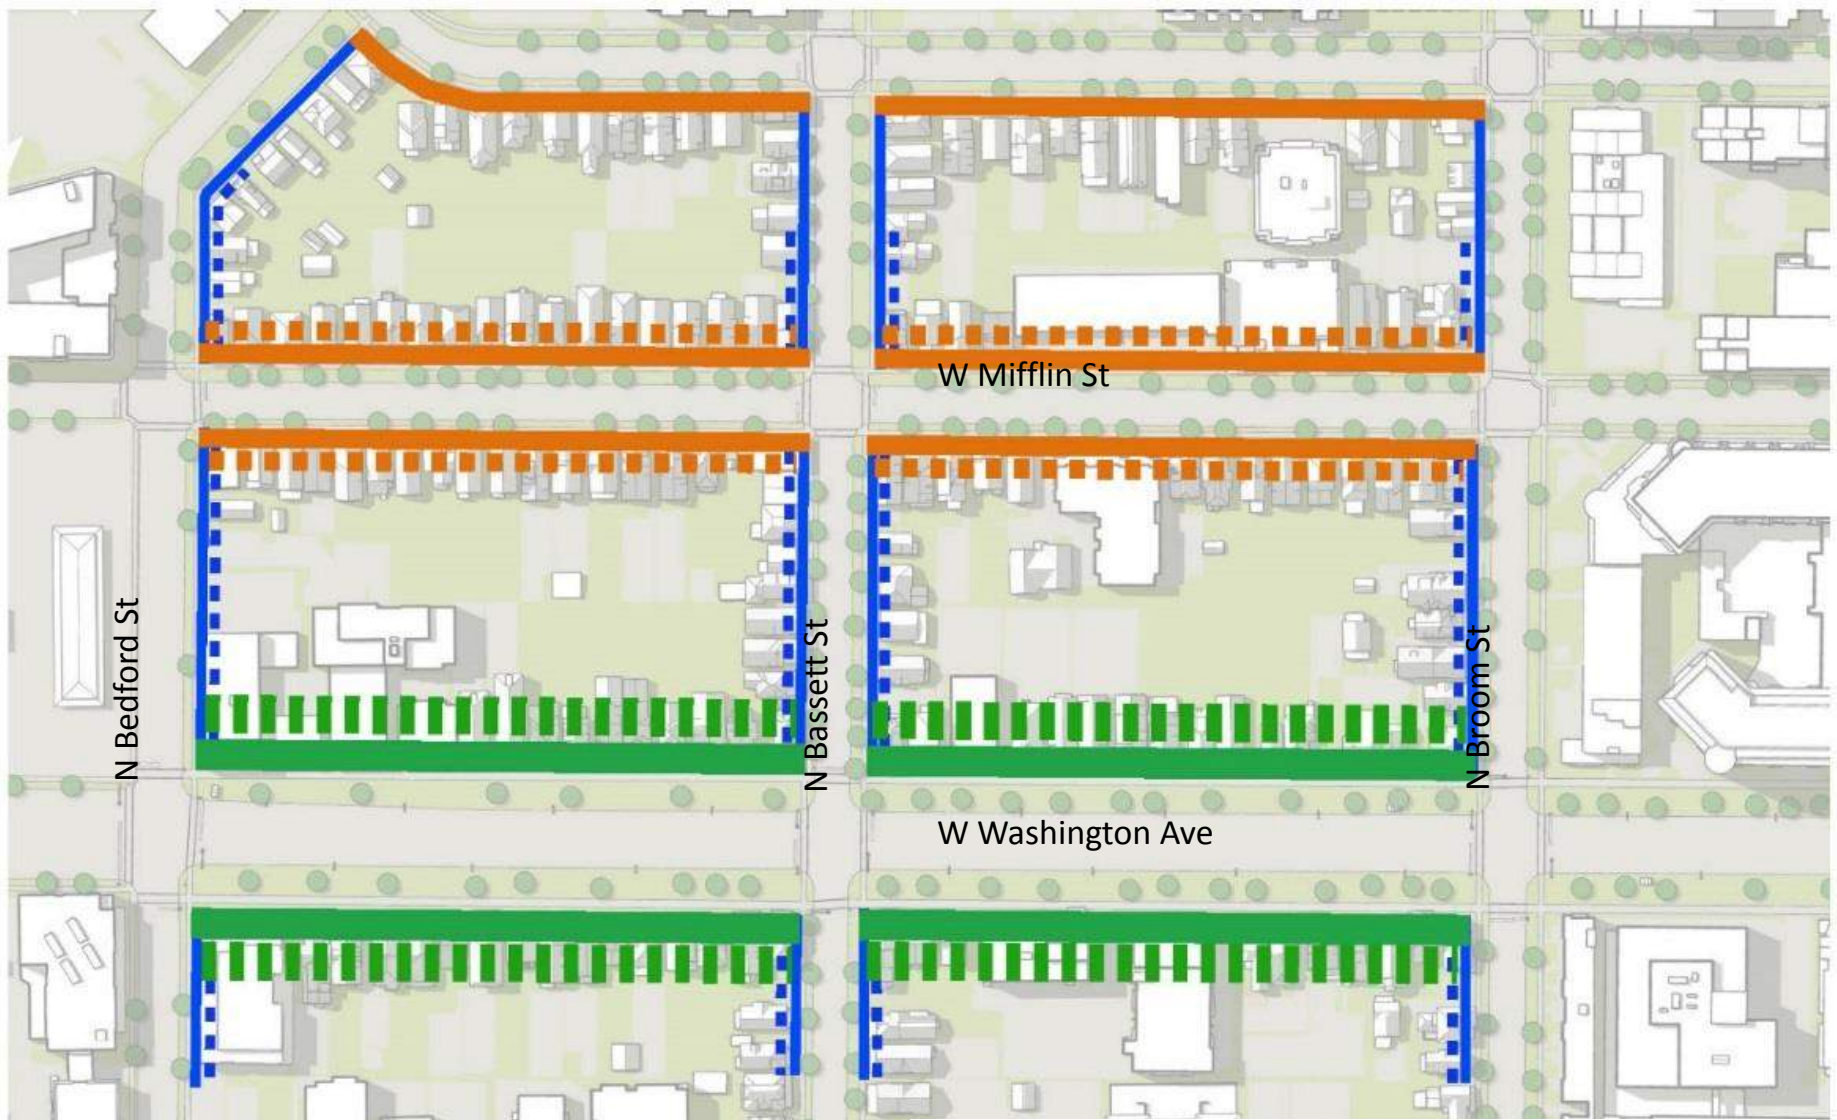 W Mifflin St
N Bedford St
N Bassett St
N Broom St
W Washington Ave